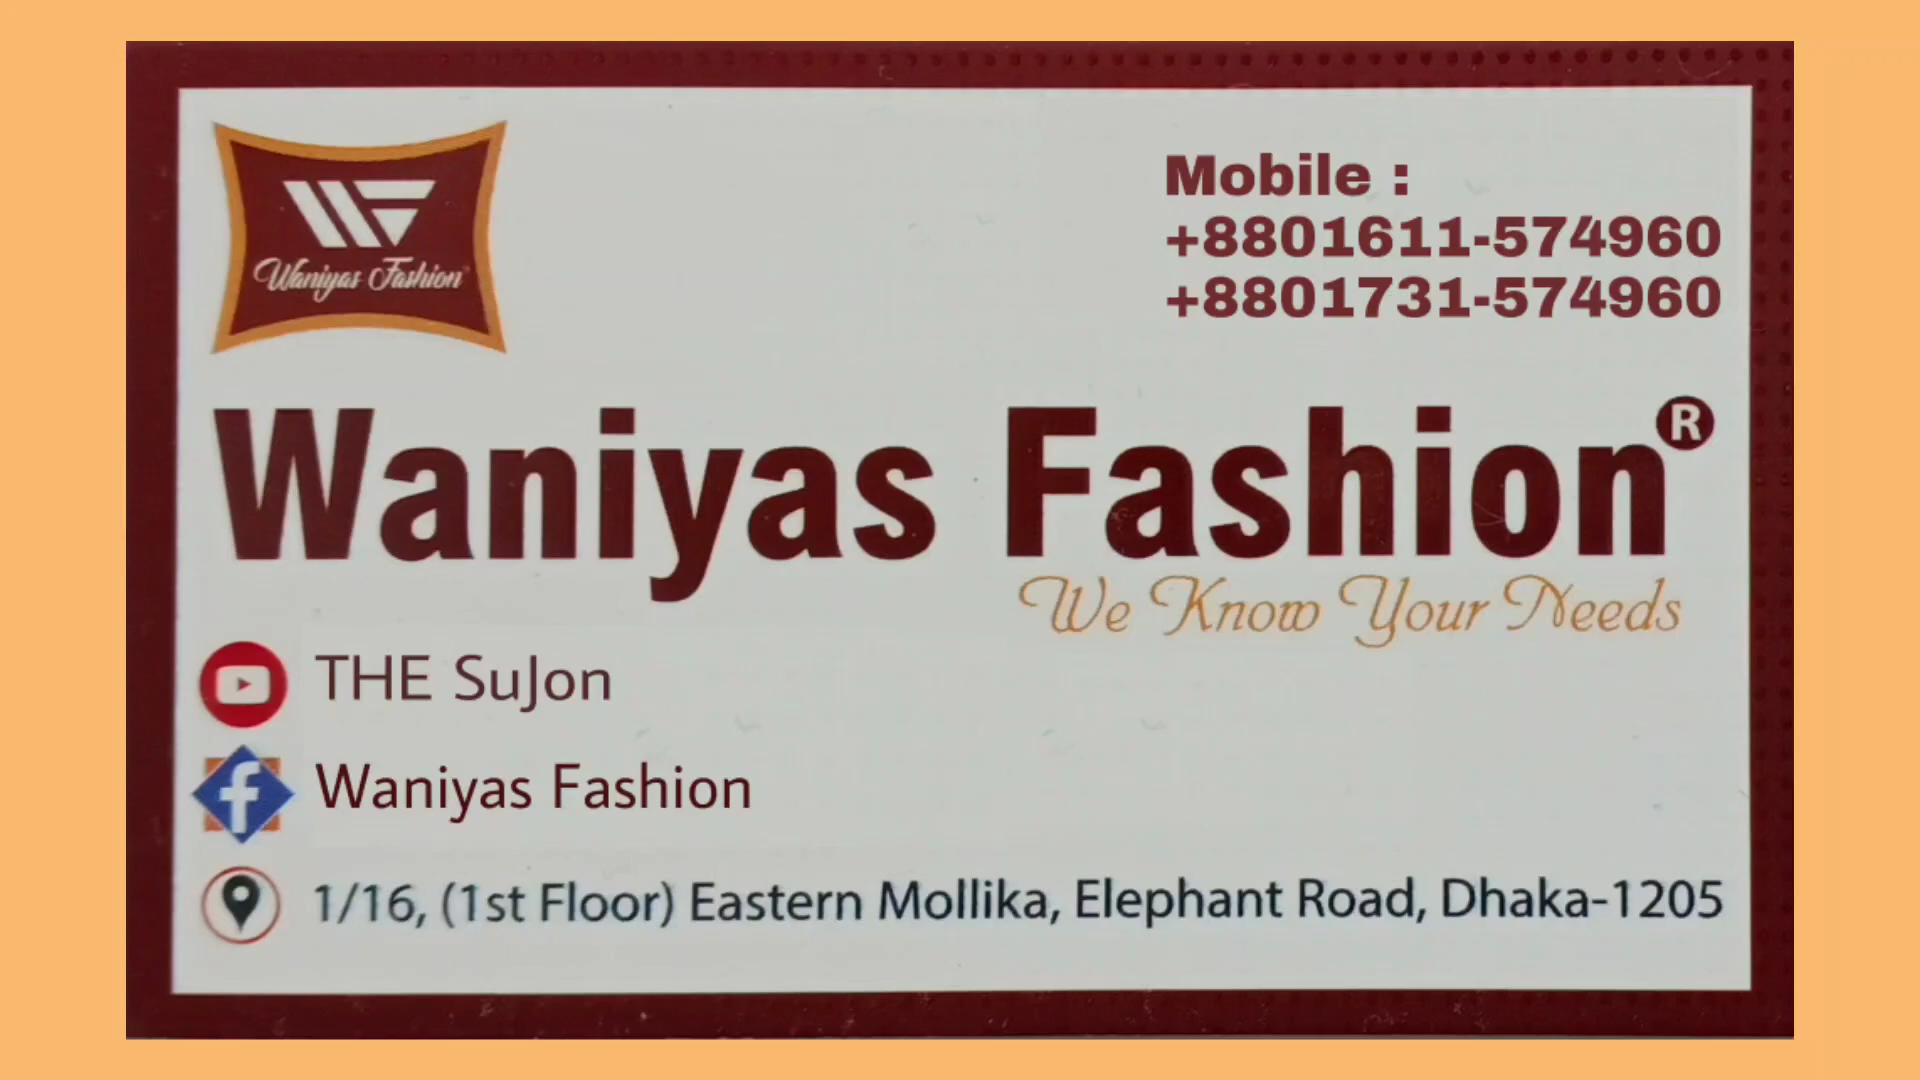 Waniyas Fashion
Mobile :
+8801611-574960
+8801731-574960
Waniyas Fashion®
We Know Your Needs
THE SuJon
Waniyas Fashion
1/16, (1st Floor) Eastern Mollika, Elephant Road, Dhaka-1205